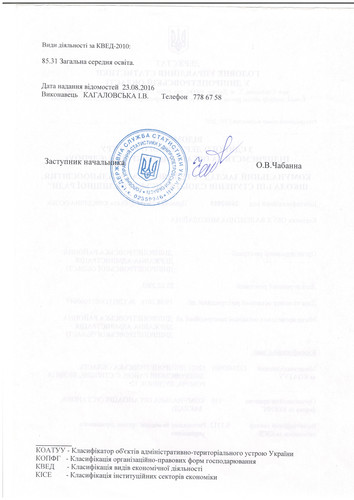 Види діяльності за КВЕД-2010:
85.31 Загальна середня освіта.
Дата надання відомостей 23.08.2016
Виконавець КАГАЛОВСЬКА І.В. Телефон 778 67 58
Заступник начальника О.В.Чабанна
КОАТУУ - Класифікатор об'єктів адміністративно-територіального устрою України
КОПФГ - Класифікація організаційно-правових форм господарювання
КВЕД - Класифікація видів економічної діяльності
КІСЕ - Класифікація інституційних секторів економіки